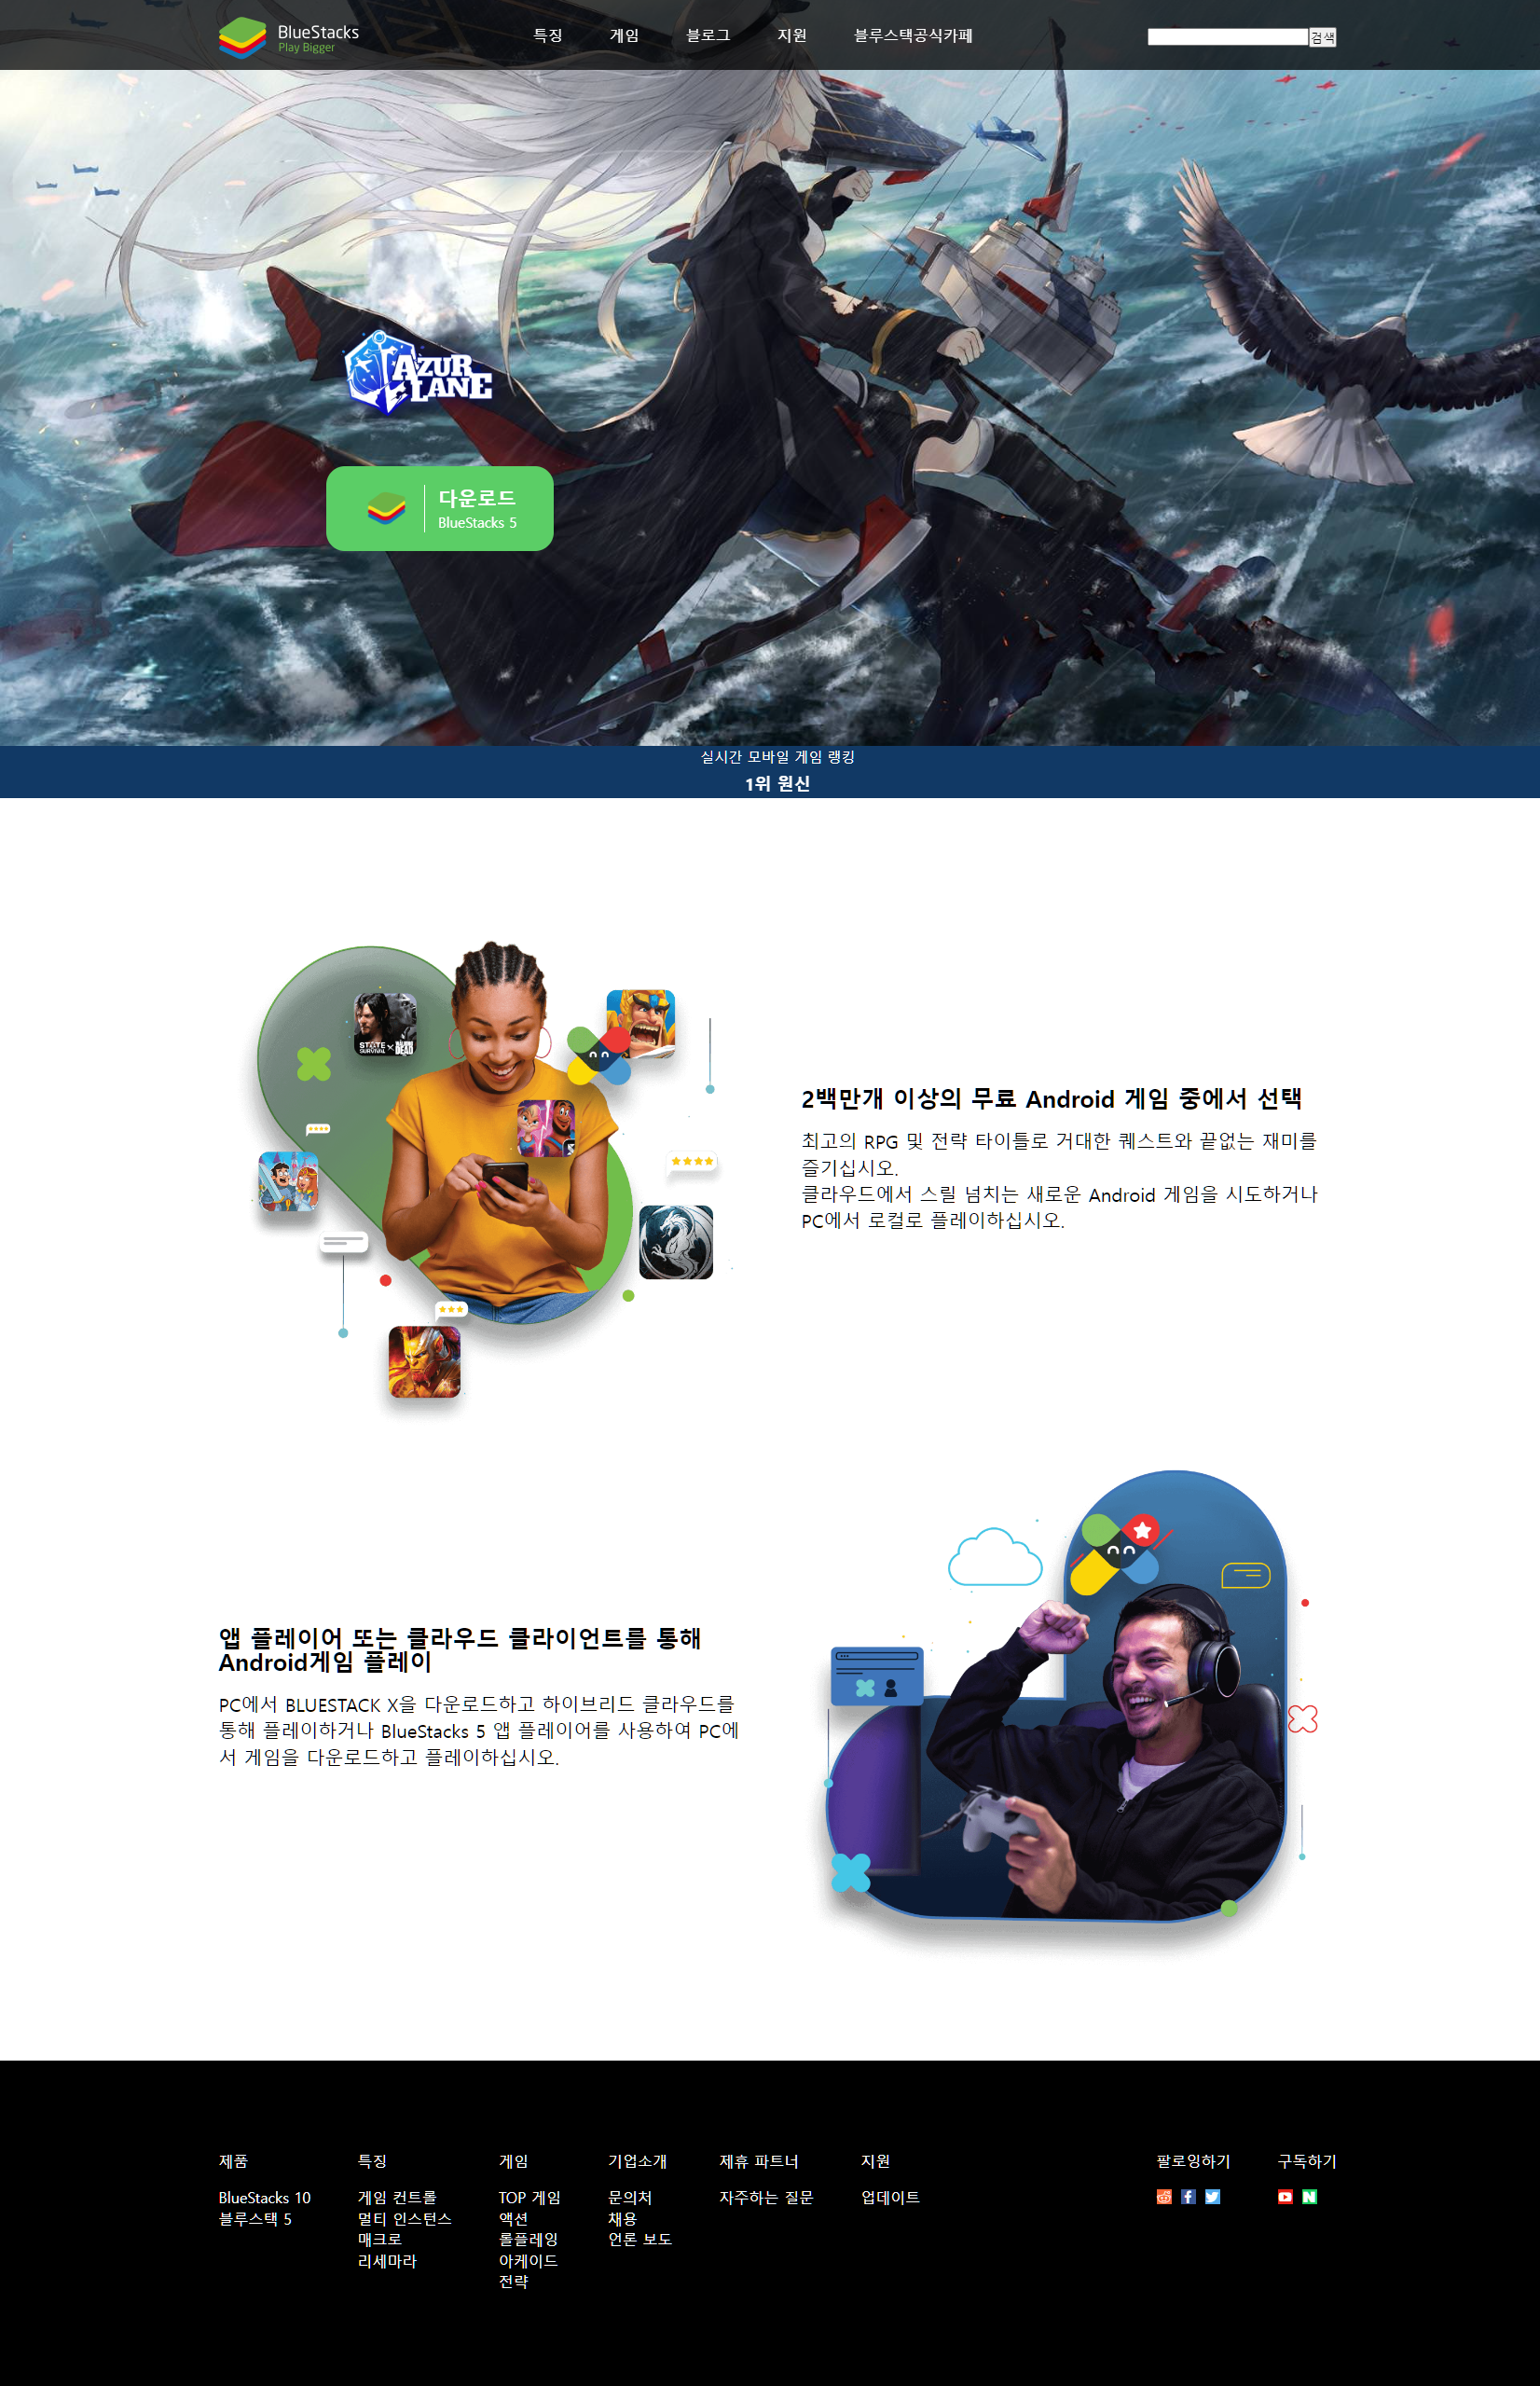 BlueStacks
Play Bigger
특징 게임 블로그 지원 블루스택공식카페
검색
AZUR LANE
다운로드
BlueStacks 5
실시간 모바일 게임 랭킹
1위 원신
STATE SURVIVAL × DEAD
2백만개 이상의 무료 Android 게임 중에서 선택
최고의 RPG 및 전략 타이틀로 거대한 퀘스트와 끝없는 재미를
즐기십시오.
클라우드에서 스릴 넘치는 새로운 Android 게임을 시도하거나
PC에서 로컬로 플레이하십시오.
앱 플레이어 또는 클라우드 클라이언트를 통해
Android게임 플레이
PC에서 BLUESTACK X을 다운로드하고 하이브리드 클라우드를
통해 플레이하거나 BlueStacks 5 앱 플레이어를 사용하여 PC에
서 게임을 다운로드하고 플레이하십시오.
제품
BlueStacks 10
블루스택 5
특징
게임 컨트롤
멀티 인스턴스
매크로
리세마라
게임
TOP 게임
액션
롤플레잉
아케이드
전략
기업소개
문의처
채용
언론 보도
제휴 파트너
자주하는 질문
지원
업데이트
팔로잉하기
구독하기